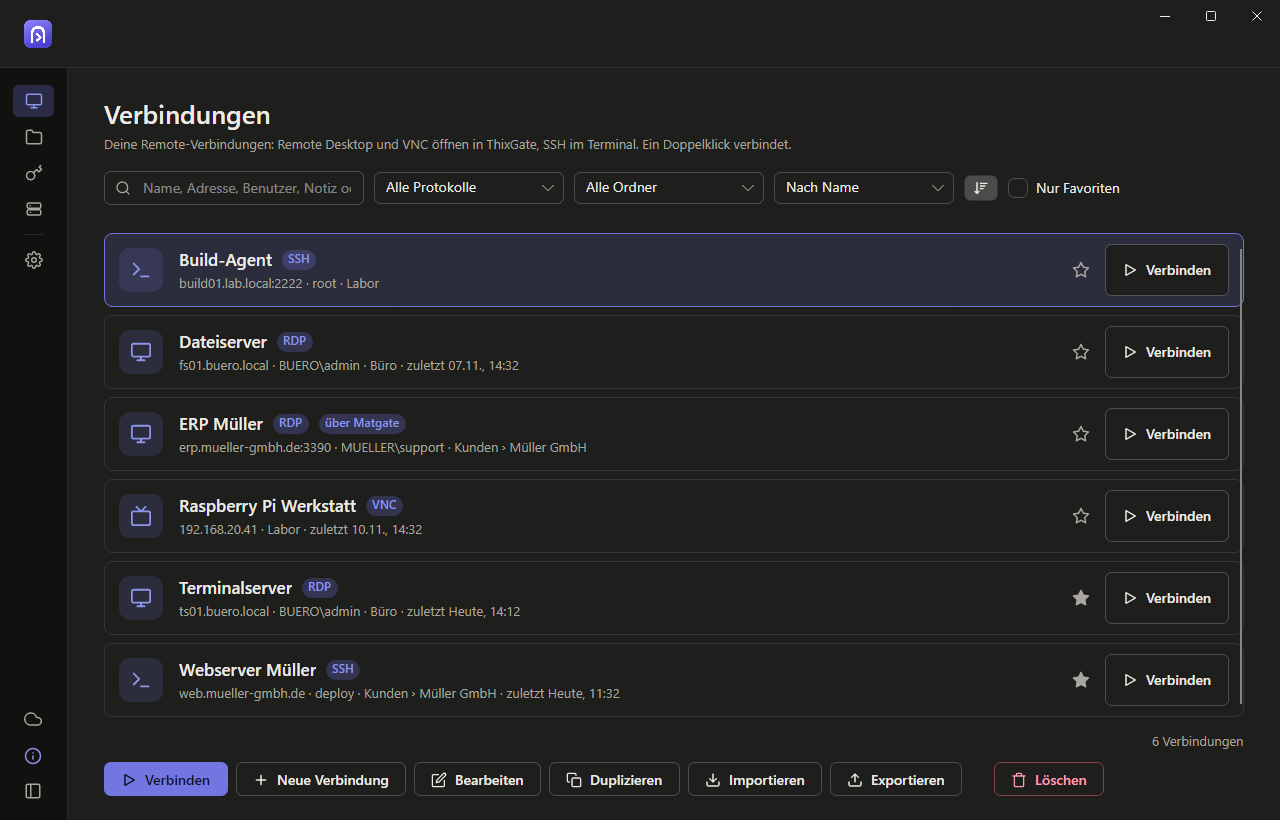 Verbindungen
Deine Remote-Verbindungen: Remote Desktop und VNC öffnen in ThixGate, SSH im Terminal. Ein Doppelklick verbindet.
Name, Adresse, Benutzer, Notiz Alle Protokolle Alle Ordner Nach Name Nur Favoriten
Build-Agent SSH
build01.lab.local:2222 · root · Labor
Verbinden
Dateiserver RDP
fs01.buero.local · BUERO\admin · Büro · zuletzt 07.11., 14:32
Verbinden
ERP Müller RDP über Matgate
erp.mueller-gmbh.de:3390 · MUELLER\support · Kunden › Müller GmbH
Verbinden
Raspberry Pi Werkstatt VNC
192.168.20.41 · Labor · zuletzt 10.11., 14:32
Verbinden
Terminalserver RDP
ts01.buero.local · BUERO\admin · Büro · zuletzt Heute, 14:12
Verbinden
Webserver Müller SSH
web.mueller-gmbh.de · deploy · Kunden › Müller GmbH · zuletzt Heute, 11:32
Verbinden
6 Verbindungen
Verbinden Neue Verbindung Bearbeiten Duplizieren Importieren Exportieren Löschen